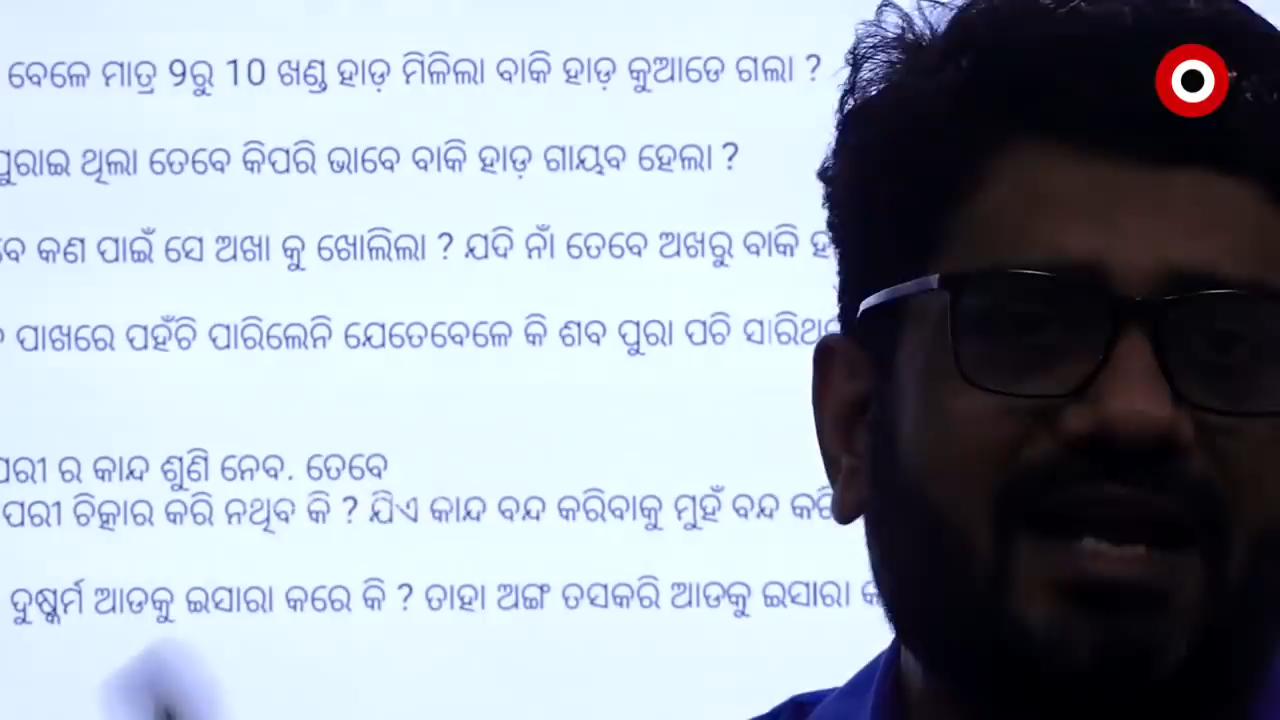 ବେଳେ ମାତ୍ର 9ରୁ 10 ଖଣ୍ଡ ହାଡ଼ ମିଳିଲା ବାକି ହାଡ଼ କୁଆଡେ ଗଲା ?
ପୁରାଇ ଥିଲା ତେବେ କିପରି ଭାବେ ବାକି ହାଡ଼ ଗାୟବ ହେଲା ?
କଣ ପାଇଁ ସେ ଅଖା କୁ ଖୋଲିଲା ? ଯଦି ନାଁ ତେବେ ଅଖରୁ ବାକି
ପାଖରେ ପହଁଚି ପାରିଲେନି ଯେତେବେଳେ କି ଶବ ପୁରା ପଚି
ପରୀ ର କାନ୍ଦ ଶୁଣି ନେବ. ତେବେ
ପରୀ ଚିତ୍କାର କରି ନଥିବ କି ? ଯିଏ କାନ୍ଦ ବନ୍ଦ କରିବାକୁ ମୁହଁ ବନ୍ଦ
ଦୁଷ୍କର୍ମ ଆଡକୁ ଇସାରା କରେ କି ? ତାହା ଅଙ୍ଗ ତସକରି ଆଡକୁ ଇସାରା